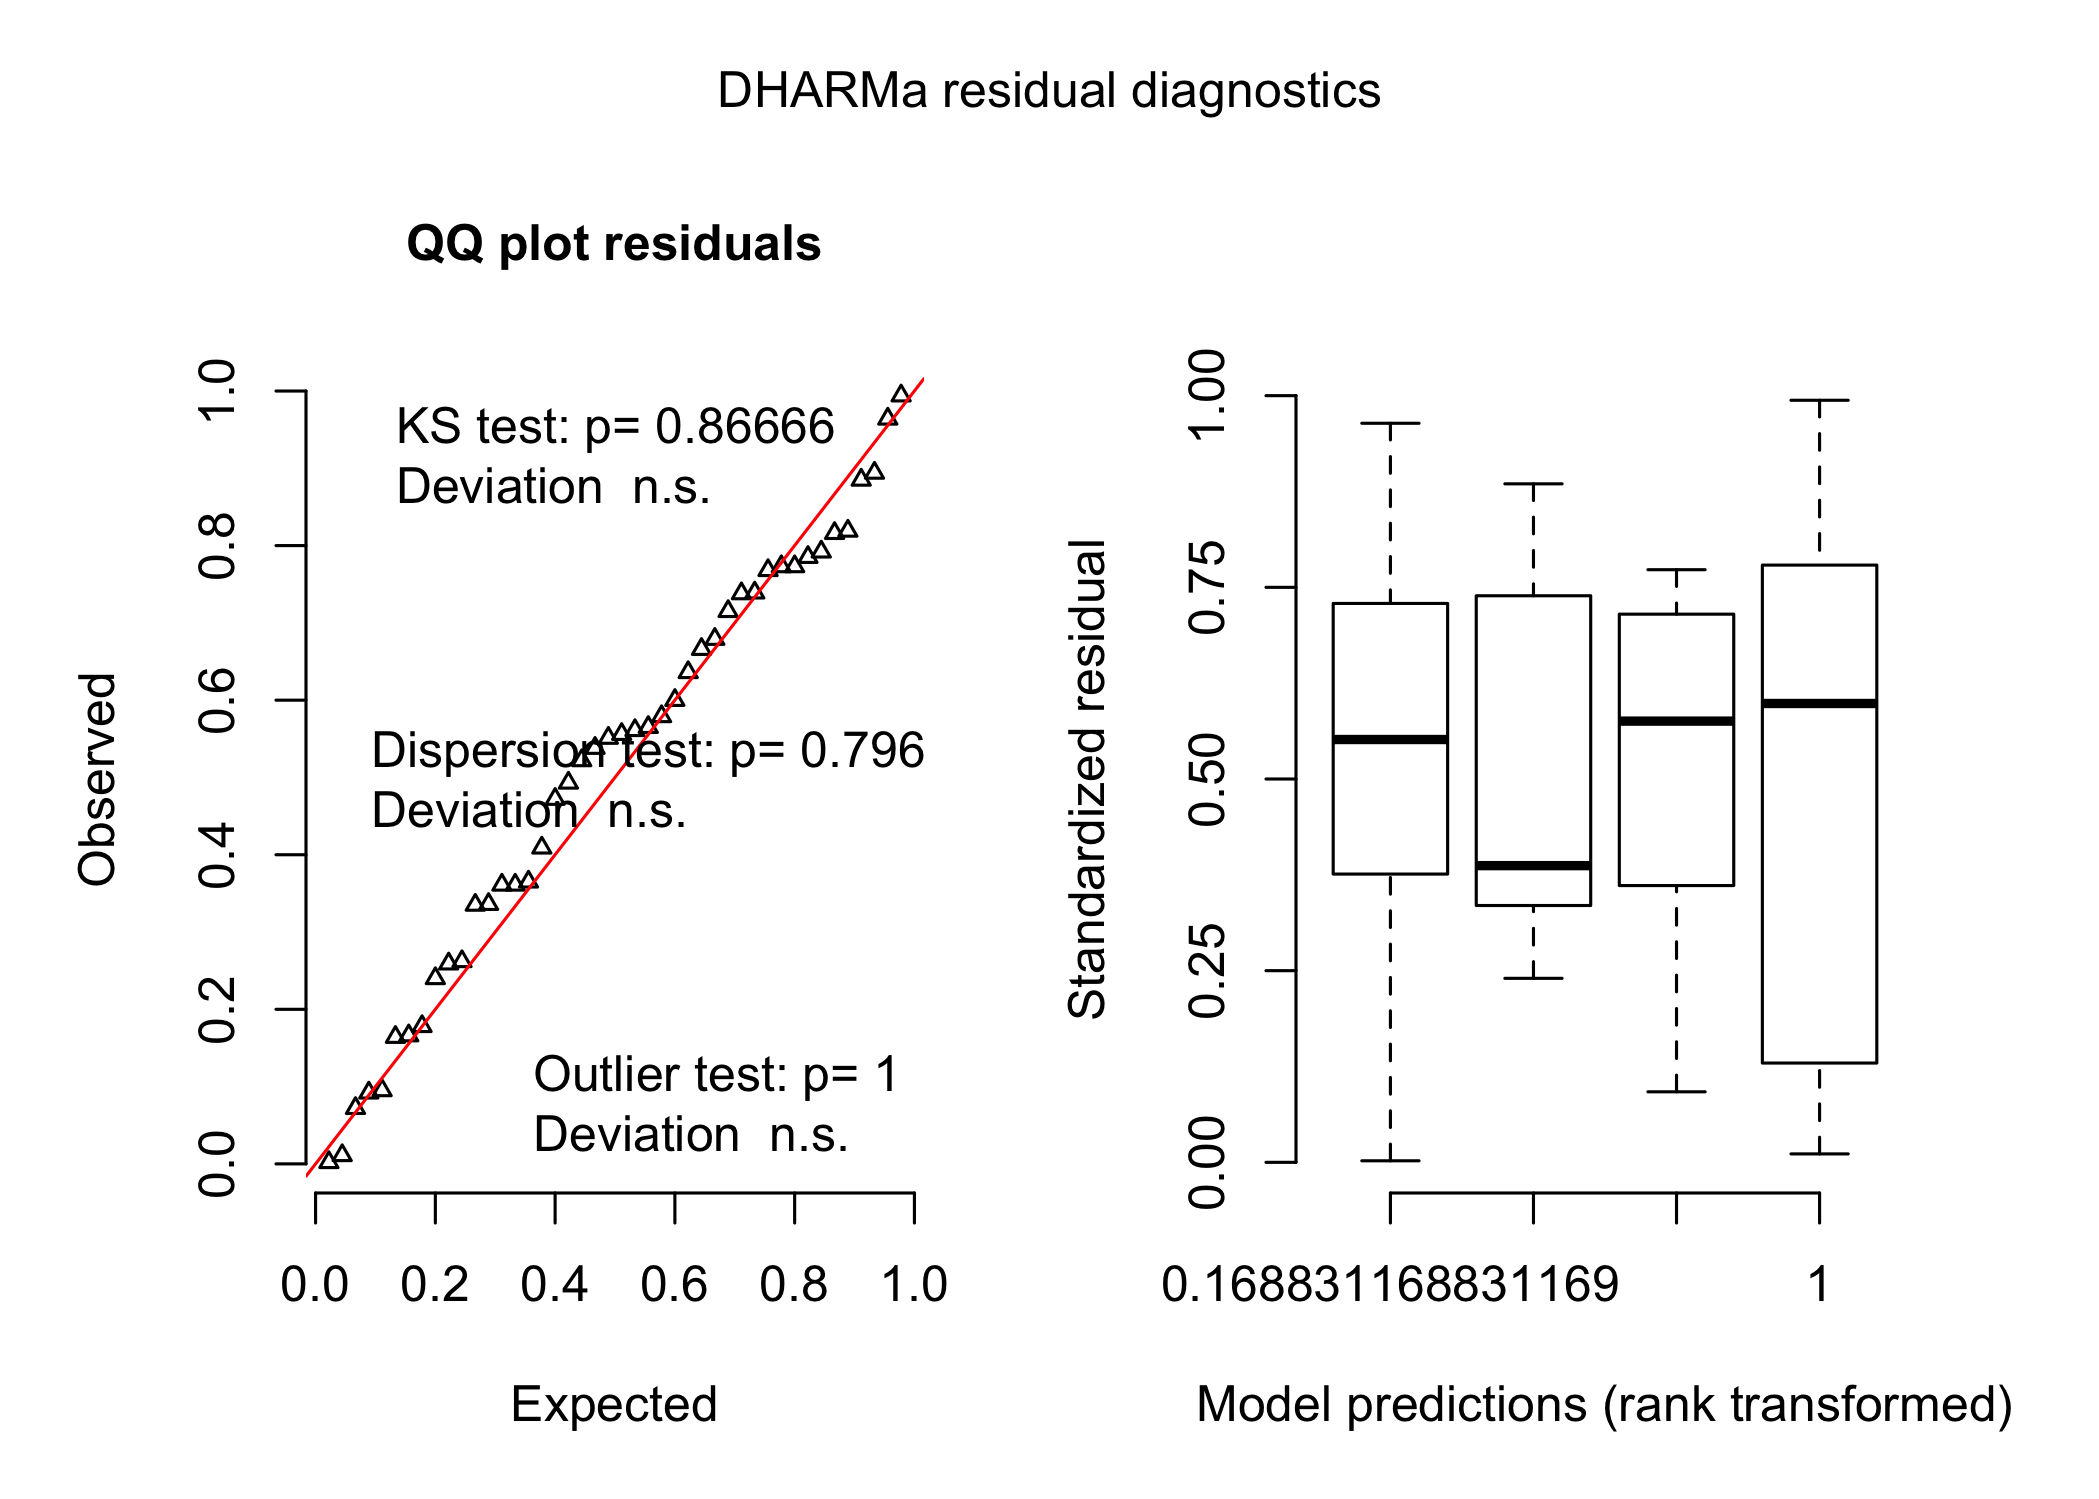 DHARMa residual diagnostics
QQ plot residuals
KS test: p= 0.86666
Deviation n.s.
Dispersion test: p= 0.796
Deviation n.s.
Outlier test: p= 1
Deviation n.s.
Observed
0.0 0.2 0.4 0.6 0.8 1.0
0.0 0.2 0.4 0.6 0.8 1.0
Expected
Standardized residual
0.00 0.25 0.50 0.75 1.00
0.168831168831169 1
Model predictions (rank transformed)